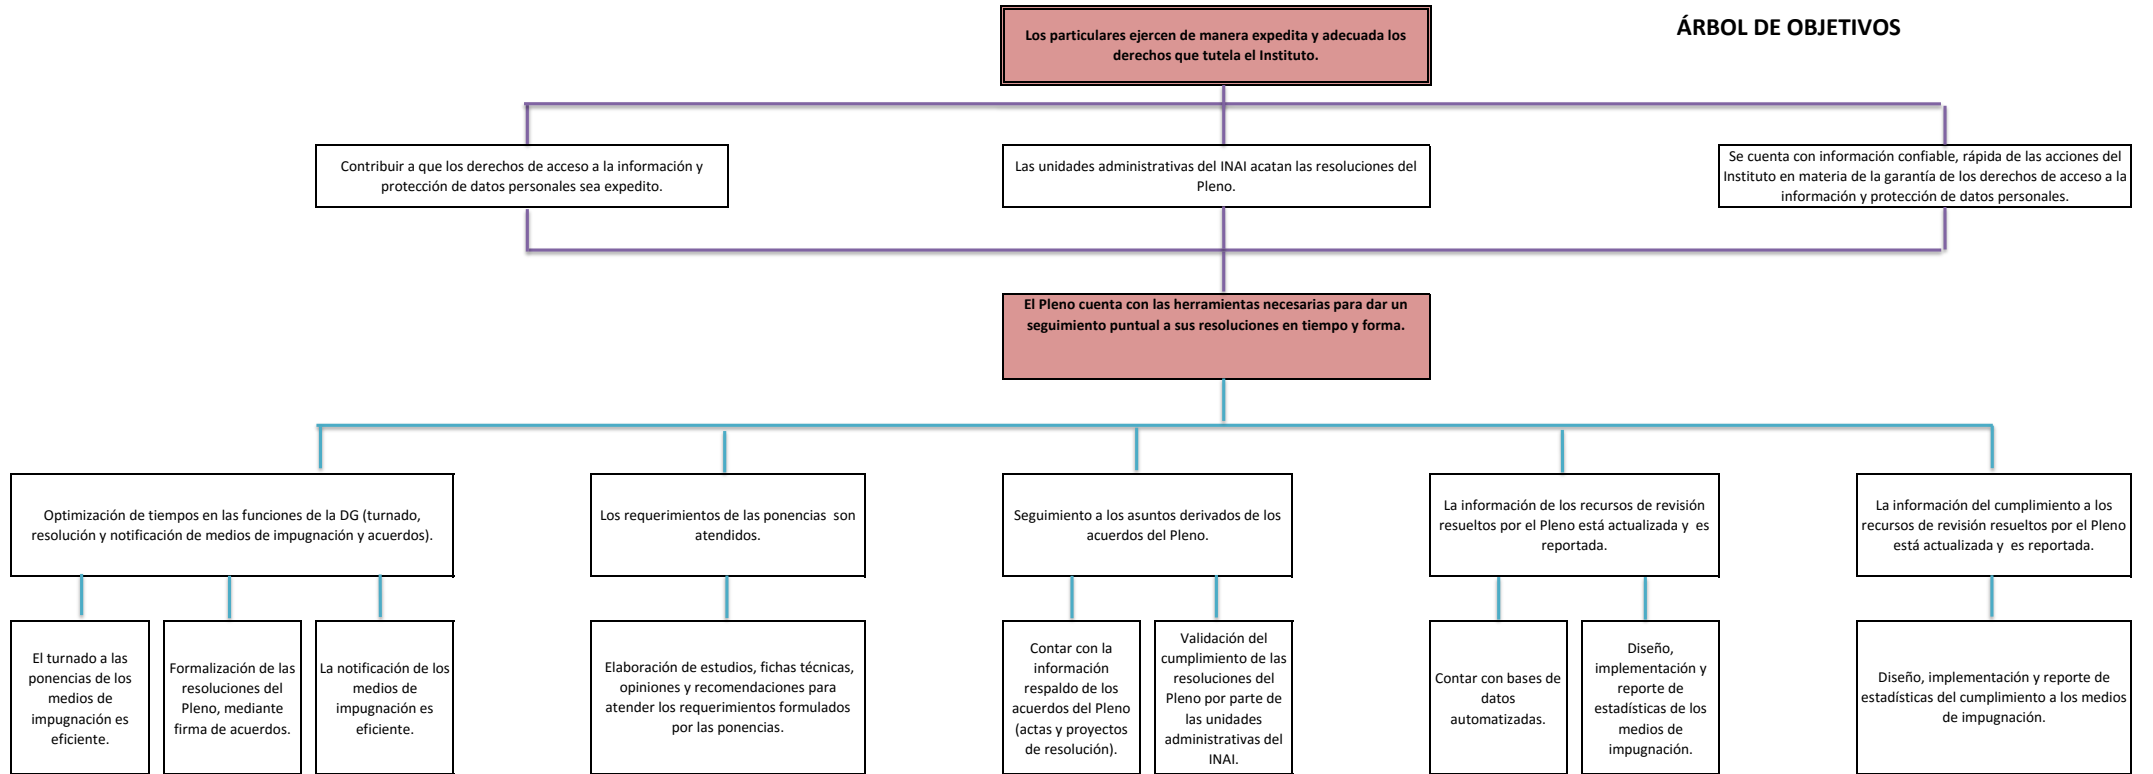 ÁRBOL DE OBJETIVOS
Los particulares ejercen de manera expedita y adecuada los
derechos que tutela el Instituto.
Contribuir a que los derechos de acceso a la información y
protección de datos personales sea expedito.
Las unidades administrativas del INAI acatan las resoluciones del
Pleno.
Se cuenta con información confiable, rápida de las acciones del
Instituto en materia de la garantía de los derechos de acceso a la
información y protección de datos personales.
El Pleno cuenta con las herramientas necesarias para dar un
seguimiento puntual a sus resoluciones en tiempo y forma.
Optimización de tiempos en las funciones de la DG (turnado,
resolución y notificación de medios de impugnación y acuerdos).
Los requerimientos de las ponencias son
atendidos.
Seguimiento a los asuntos derivados de los
acuerdos del Pleno.
La información de los recursos de revisión
resueltos por el Pleno está actualizada y es
reportada.
La información del cumplimiento a los
recursos de revisión resueltos por el Pleno
está actualizada y es reportada.
El turnado a las
ponencias de los
medios de
impugnación es
eficiente.
Formalización de las
resoluciones del
Pleno, mediante
firma de acuerdos.
La notificación de los
medios de
impugnación es
eficiente.
Elaboración de estudios, fichas técnicas,
opiniones y recomendaciones para
atender los requerimientos formulados
por las ponencias.
Contar con la
información
respaldo de los
acuerdos del Pleno
(actas y proyectos
de resolución).
Validación del
cumplimiento de las
resoluciones del
Pleno por parte de
las unidades
administrativas del
INAI.
Contar con bases de
datos
automatizadas.
Diseño,
implementación y
reporte de
estadísticas de los
medios de
impugnación.
Diseño, implementación y reporte de
estadísticas del cumplimiento a los medios
de impugnación.